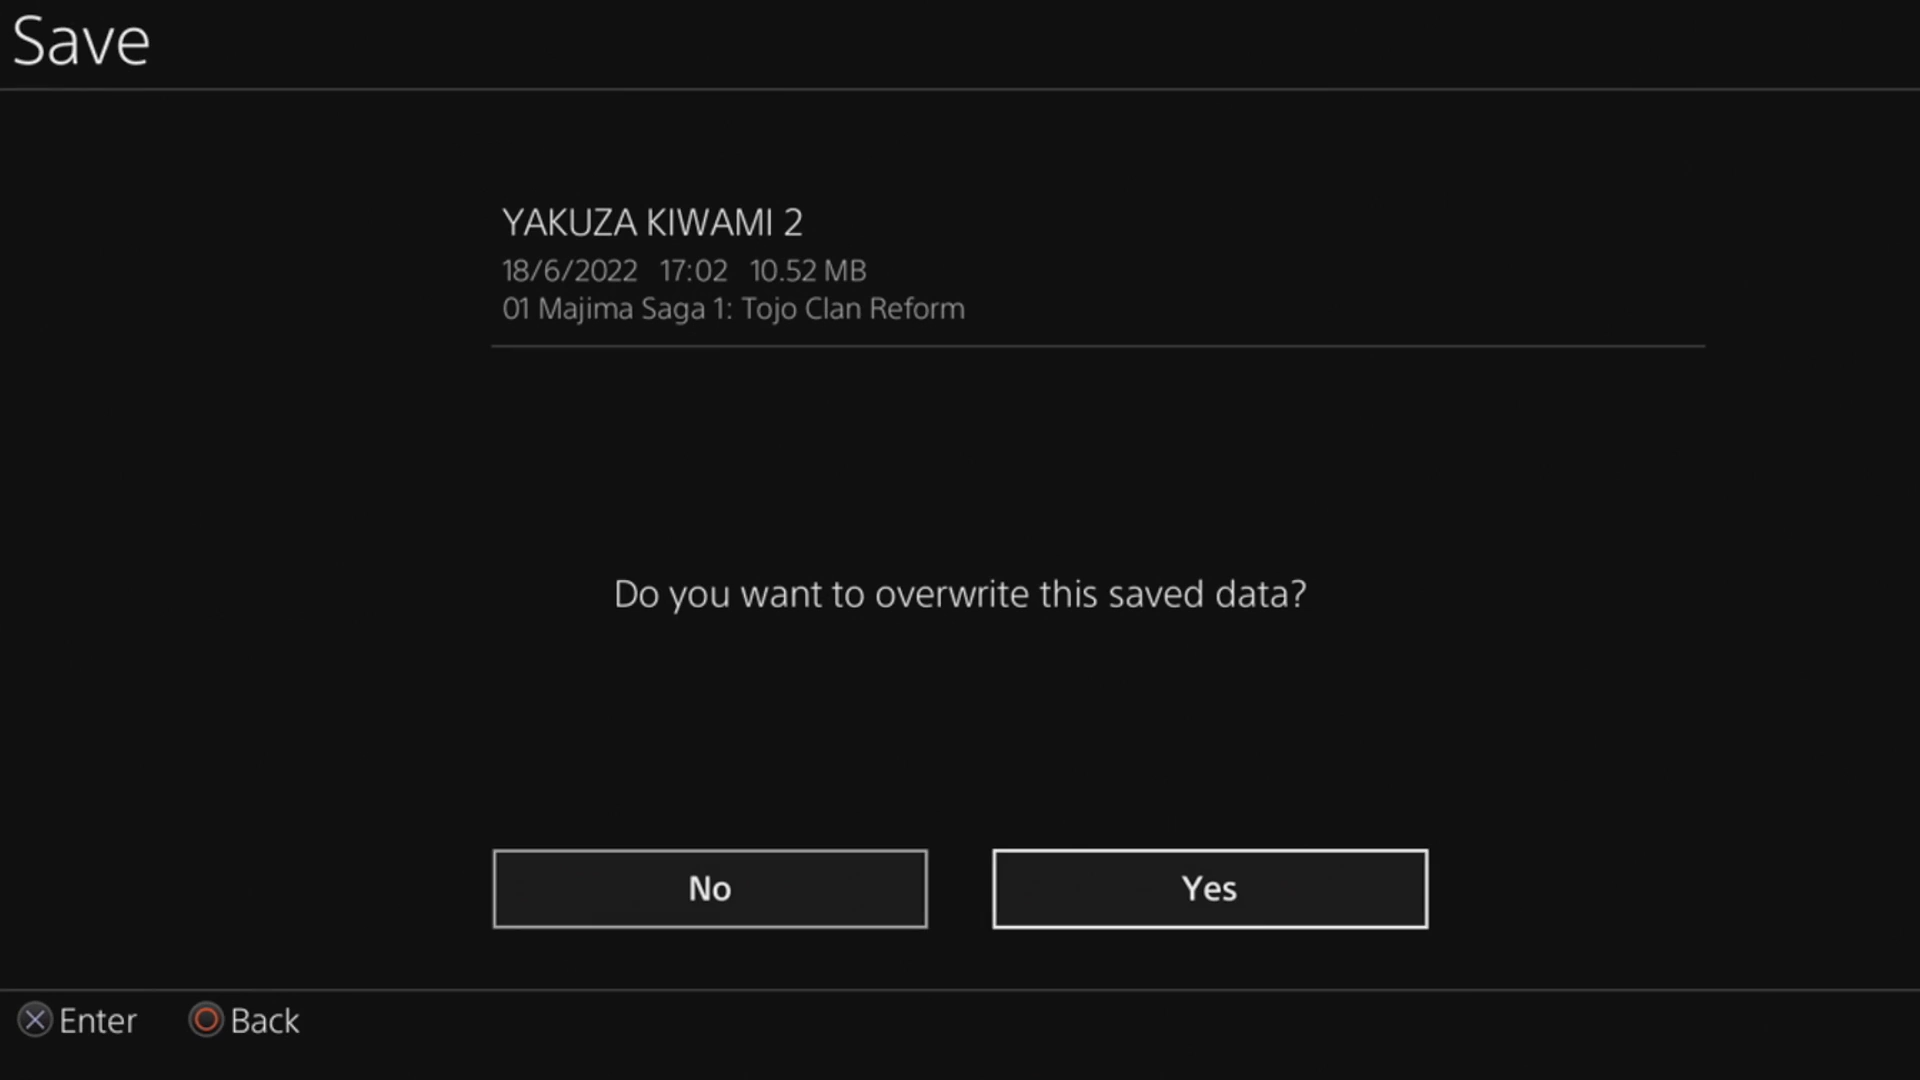 Save
YAKUZA KIWAMI 2
18/6/2022 17:02 10.52 MB
01 Majima Saga 1: Tojo Clan Reform
Do you want to overwrite this saved data?
No Yes
Enter Back